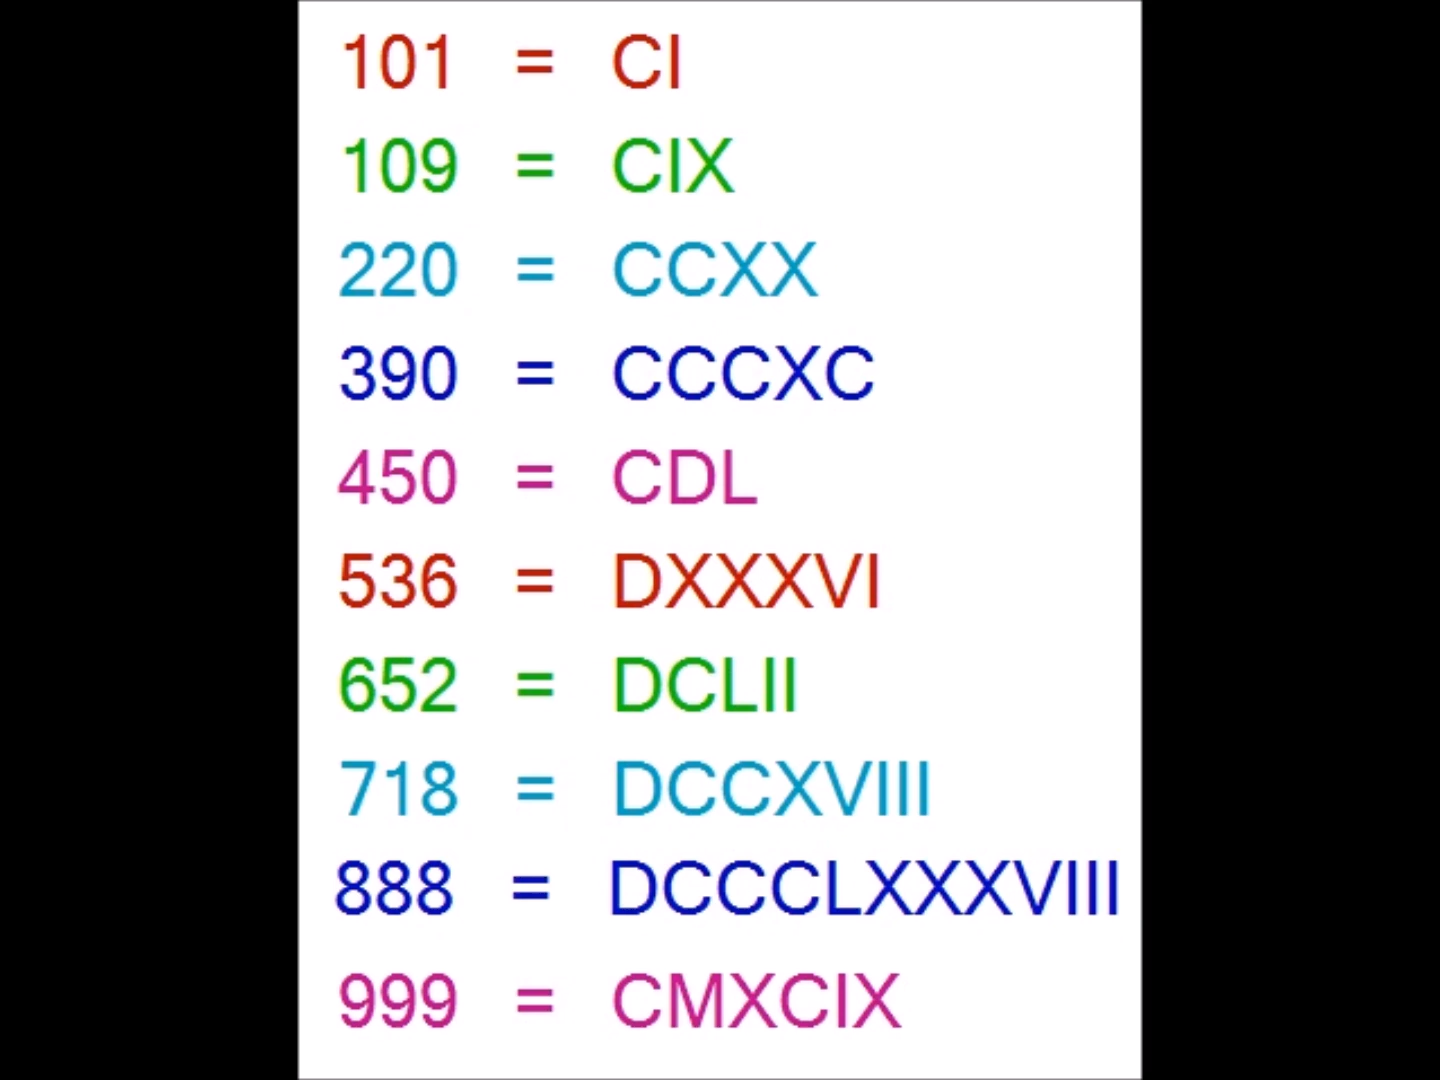 101 = CI
109 = CIX
220 = CCXX
390 = CCCXC
450 = CDL
536 = DXXXVI
652 = DCLII
718 = DCCXVIII
888 = DCCCLXXXVIII
999 = CMXCIX